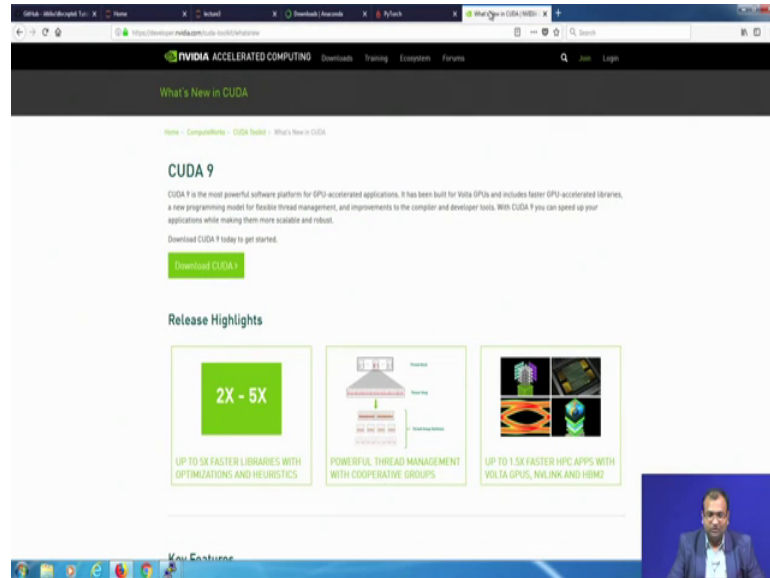 Home
lecture3
Downloads | Anaconda
PyTorch
What's New in CUDA | NVIDI
https://developer.nvidia.com/cuda-toolkit/whatsnew
Search
NVIDIA ACCELERATED COMPUTING Downloads Training Ecosystem Forums Join Login
What's New in CUDA
Home > ComputeWorks > CUDA Toolkit > What's New in CUDA
CUDA 9
CUDA 9 is the most powerful software platform for GPU-accelerated applications. It has been built for Volta GPUs and includes faster GPU-accelerated libraries,
a new programming model for flexible thread management, and improvements to the compiler and developer tools. With CUDA 9 you can speed up your
applications while making them more scalable and robust.
Download CUDA 9 today to get started.
Download CUDA >
Release Highlights
2X - 5X
UP TO 5X FASTER LIBRARIES WITH
OPTIMIZATIONS AND HEURISTICS
POWERFUL THREAD MANAGEMENT
WITH COOPERATIVE GROUPS
UP TO 1.5X FASTER HPC APPS WITH
VOLTA GPUS, NVLINK AND HBM2
Key Features